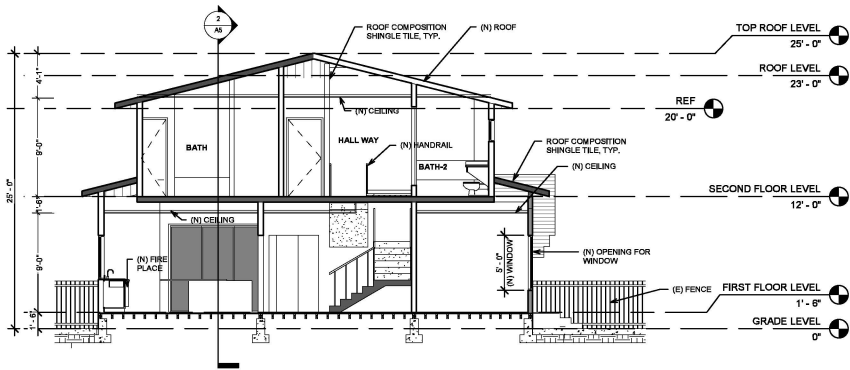 2
A5
ROOF COMPOSITION
SHINGLE TILE, TYP.
(N) ROOF
TOP ROOF LEVEL
25' - 0"
ROOF LEVEL
23' - 0"
REF
20' - 0"
4'-1"
(N) CEILING
BATH
HALL WAY
(N) HANDRAIL
BATH-2
ROOF COMPOSITION
SHINGLE TILE, TYP.
(N) CEILING
9'-0"
25' - 0"
SECOND FLOOR LEVEL
12' - 0"
(N) CEILING
9'-0"
(N) FIRE
PLACE
5' - 0"
(N) WINDOW
(N) OPENING FOR
WINDOW
(E) FENCE
FIRST FLOOR LEVEL
1' - 6"
1' - 6"
GRADE LEVEL
0"